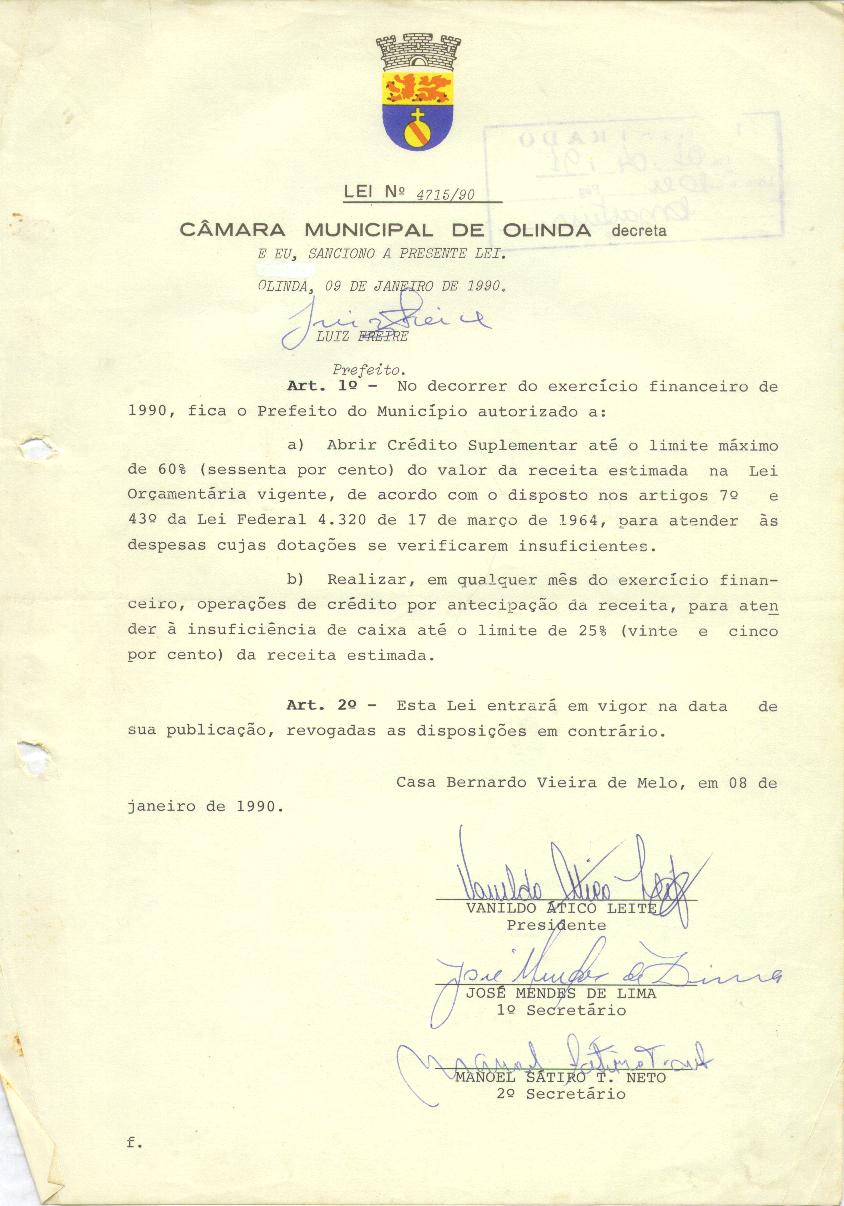 LEI Nº 4715/90
CÂMARA MUNICIPAL DE OLINDA decreta
E EU, SANCIONO A PRESENTE LEI.
OLINDA, 09 DE JANEIRO DE 1990.
Luiz Freire
LUIZ FREIRE
Prefeito.
Art. 1º - No decorrer do exercício financeiro de
1990, fica o Prefeito do Município autorizado a:
a) Abrir Crédito Suplementar até o limite máximo
de 60% (sessenta por cento) do valor da receita estimada na Lei
Orçamentária vigente, de acordo com o disposto nos artigos 7º e
43º da Lei Federal 4.320 de 17 de março de 1964, para atender às
despesas cujas dotações se verificarem insuficientes.
b) Realizar, em qualquer mês do exercício finan-
ceiro, operações de crédito por antecipação da receita, para aten
der à insuficiência de caixa até o limite de 25% (vinte e cinco
por cento) da receita estimada.
Art. 2º - Esta Lei entrará em vigor na data de
sua publicação, revogadas as disposições em contrário.
Casa Bernardo Vieira de Melo, em 08 de
janeiro de 1990.
Vanildo Ático Leite
VANILDO ÁTICO LEITE
Presidente
José Mendes de Lima
JOSÉ MENDES DE LIMA
1º Secretário
Manoel Sátiro T. Neto
MANOEL SÁTIRO T. NETO
2º Secretário
f.